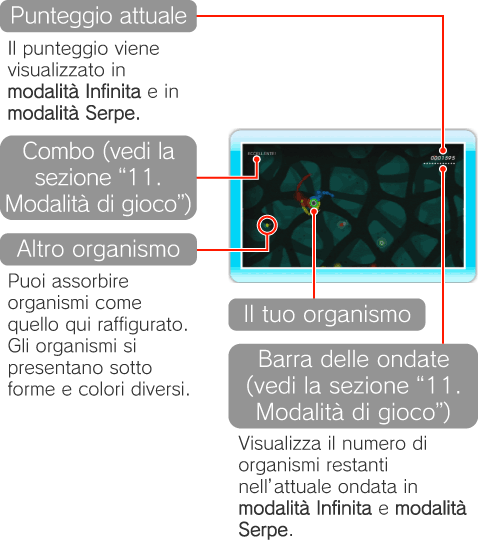 Punteggio attuale
Il punteggio viene
visualizzato in
modalità Infinita e in
modalità Serpe.
Combo (vedi la
sezione “11.
Modalità di gioco”)
ECCELLENTE!
0001595
Altro organismo
Puoi assorbire
organismi come
quello qui raffigurato.
Gli organismi si
presentano sotto
forme e colori diversi.
Il tuo organismo
Barra delle ondate
(vedi la sezione “11.
Modalità di gioco”)
Visualizza il numero di
organismi restanti
nell’attuale ondata in
modalità Infinita e modalità
Serpe.